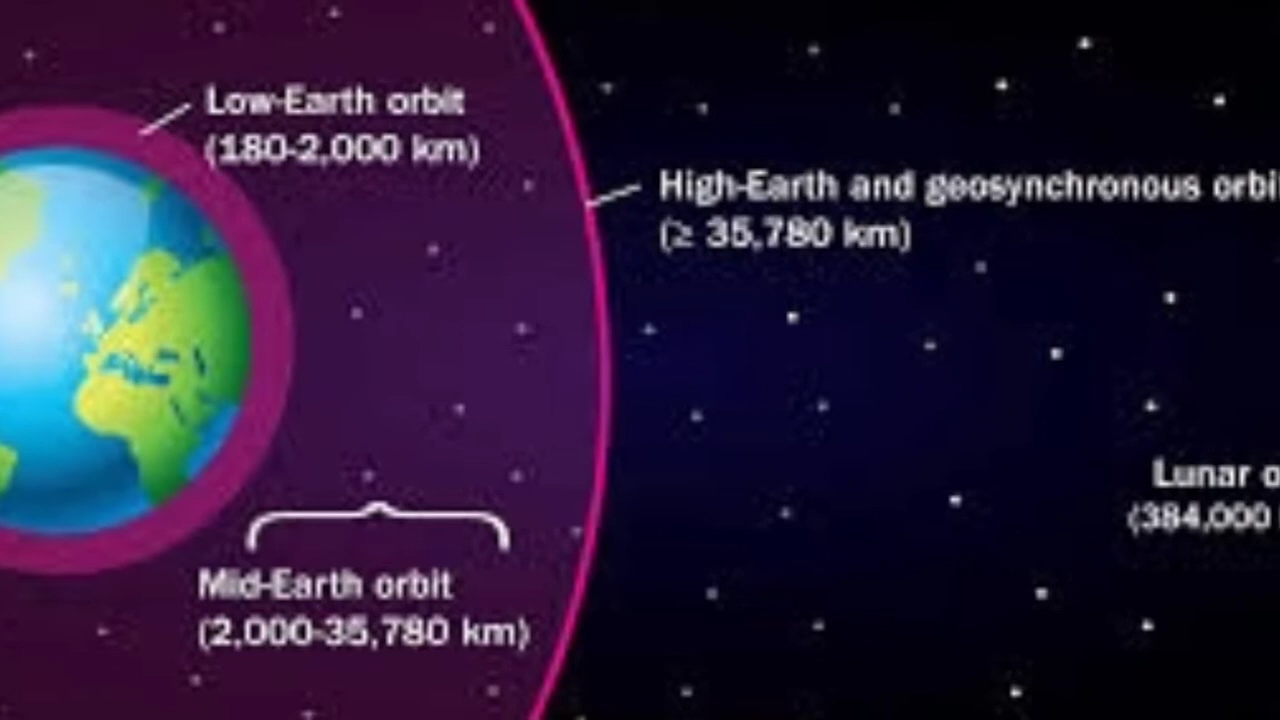 Low-Earth orbit
(180-2,000 km)
High-Earth and geosynchronous orbi
(≥ 35,780 km)
Lunar o
(384,000
Mid-Earth orbit
(2,000-35,780 km)